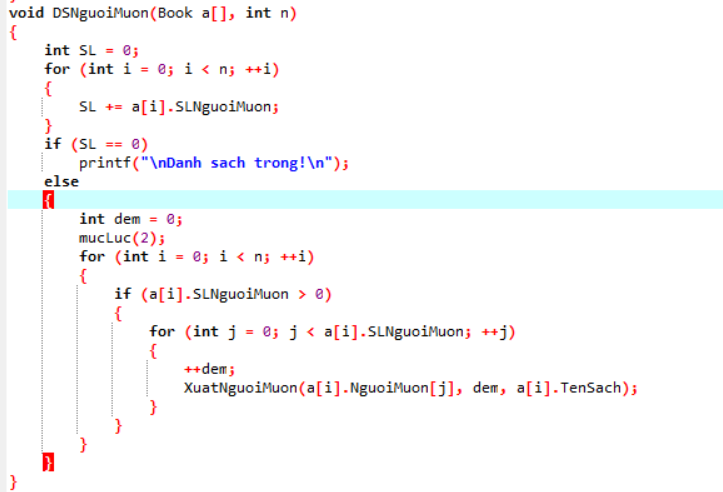 void DSNguoiMuon(Book a[], int n)
{
    int SL = 0;
    for (int i = 0; i < n; ++i)
    {
        SL += a[i].SLNguoiMuon;
    }
    if (SL == 0)
        printf("\nDanh sach trong!\n");
    else
    {
        int dem = 0;
        mucLuc(2);
        for (int i = 0; i < n; ++i)
        {
            if (a[i].SLNguoiMuon > 0)
            {
                for (int j = 0; j < a[i].SLNguoiMuon; ++j)
                {
                    ++dem;
                    XuatNguoiMuon(a[i].NguoiMuon[j], dem, a[i].TenSach);
                }
            }
        }
    }
}